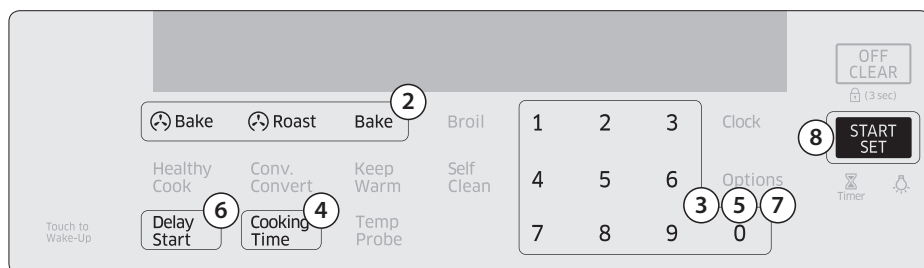 OFF
CLEAR
(3 sec)
2
Bake Roast Bake Broil 1 2 3 Clock
8 START
SET
Healthy
Cook
Conv.
Convert
Keep
Warm
Self
Clean
4 5 6 Options
Timer
6 4 3 5 7
Touch to
Wake-Up
Delay
Start
Cooking
Time
Temp
Probe
7 8 9 0